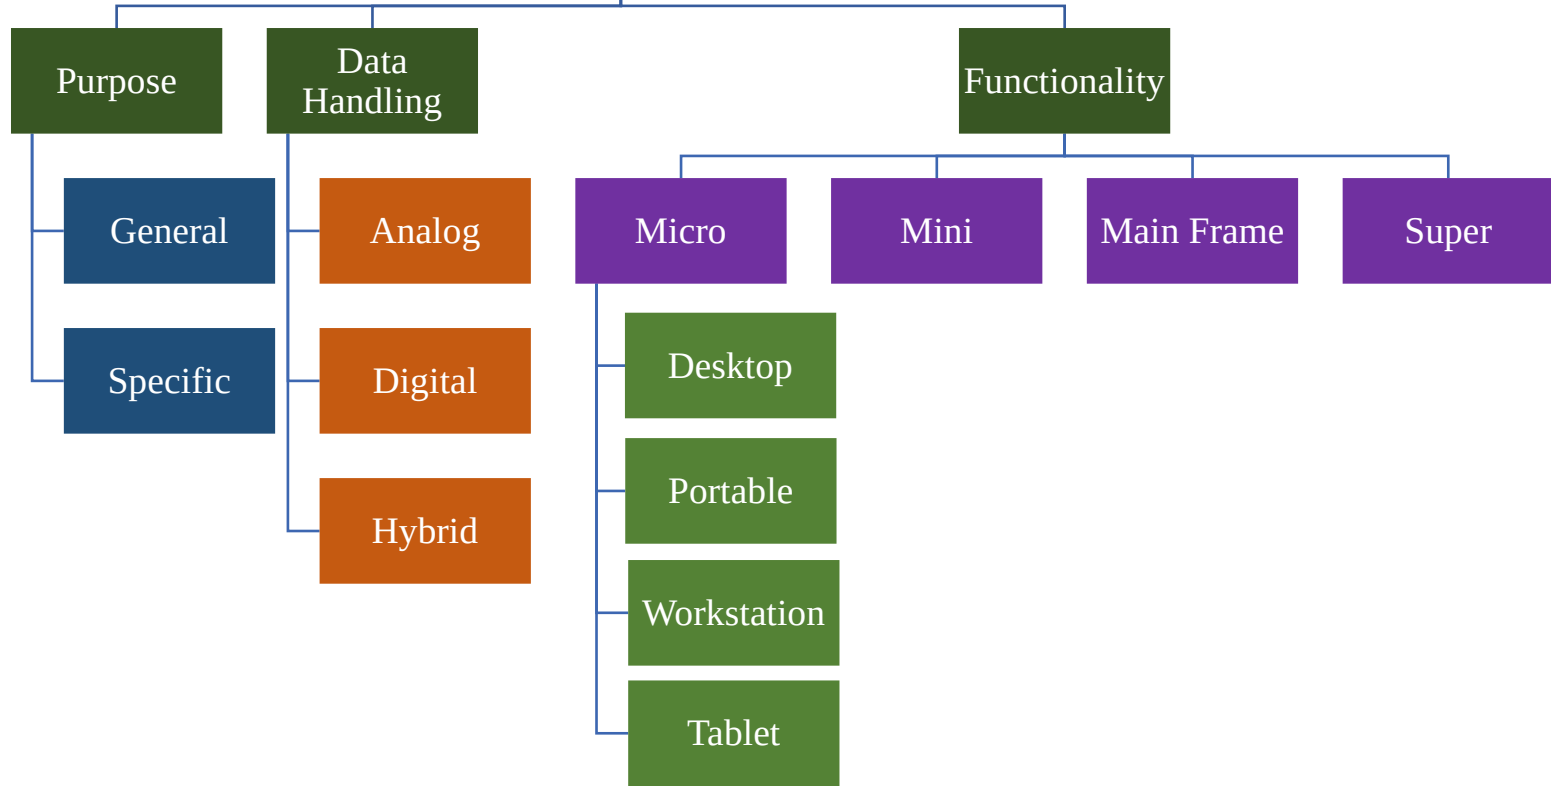 Purpose
Data
Handling
Functionality
General
Analog
Micro
Mini
Main Frame
Super
Specific
Digital
Desktop
Portable
Hybrid
Workstation
Tablet